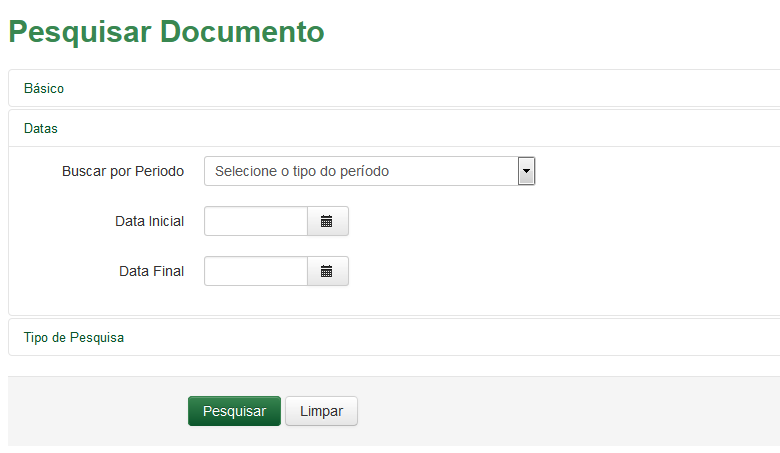 Pesquisar Documento
Básico
Datas
Buscar por Periodo Selecione o tipo do período
Data Inicial
Data Final
Tipo de Pesquisa
Pesquisar Limpar